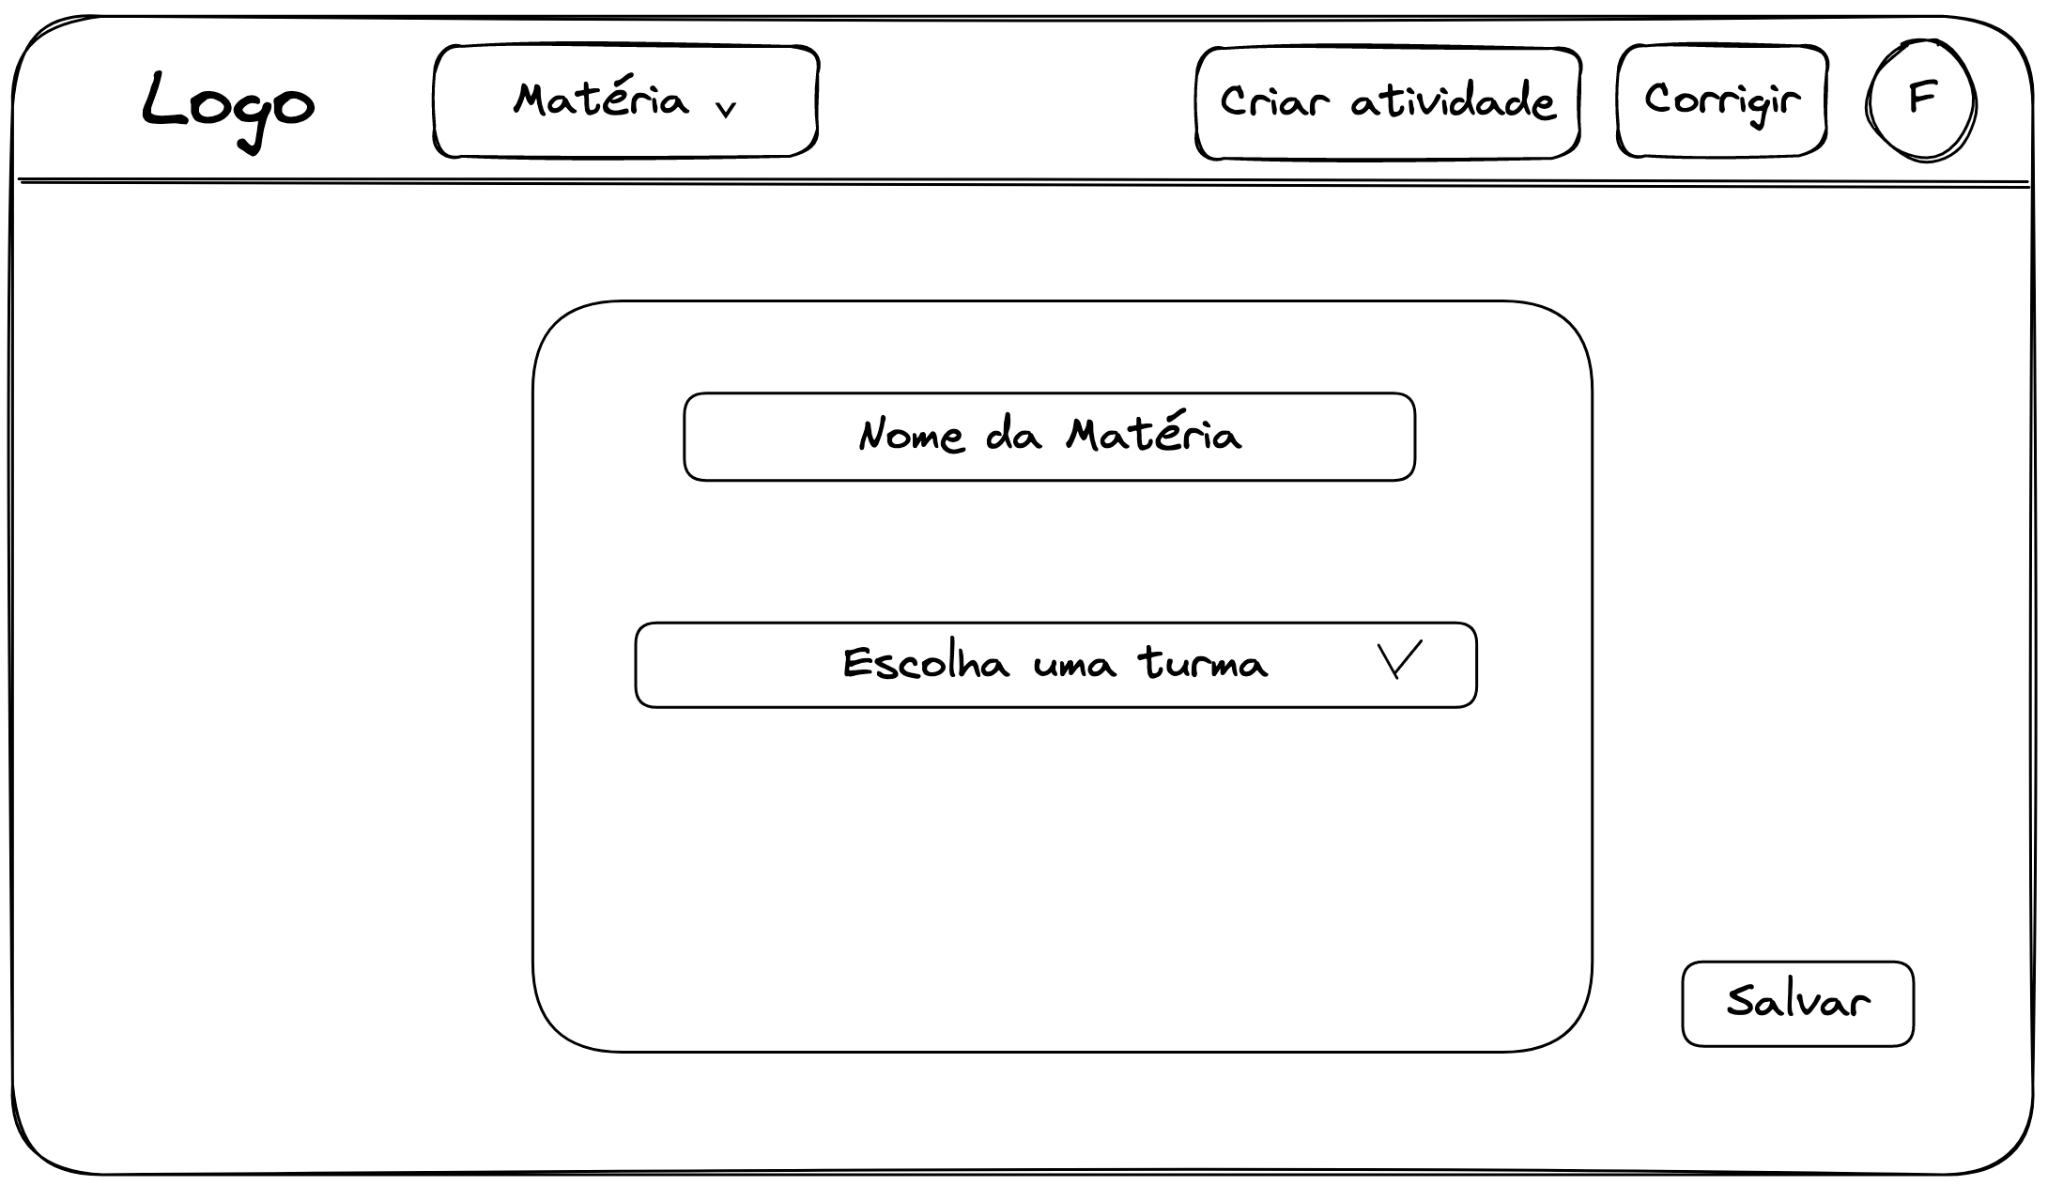 Logo
Matéria v
Criar atividade
Corrigir
F
Nome da Matéria
Escolha uma turma
Salvar